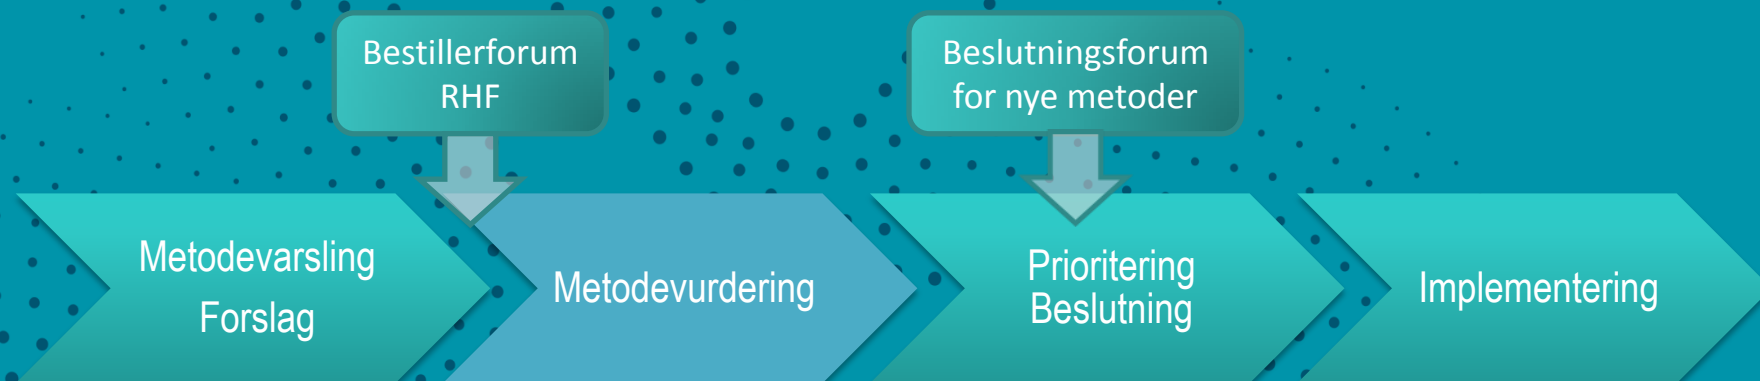 Bestillerforum
RHF
Beslutningsforum
for nye metoder
Metodevarsling
Forslag
Metodevurdering
Prioritering
Beslutning
Implementering